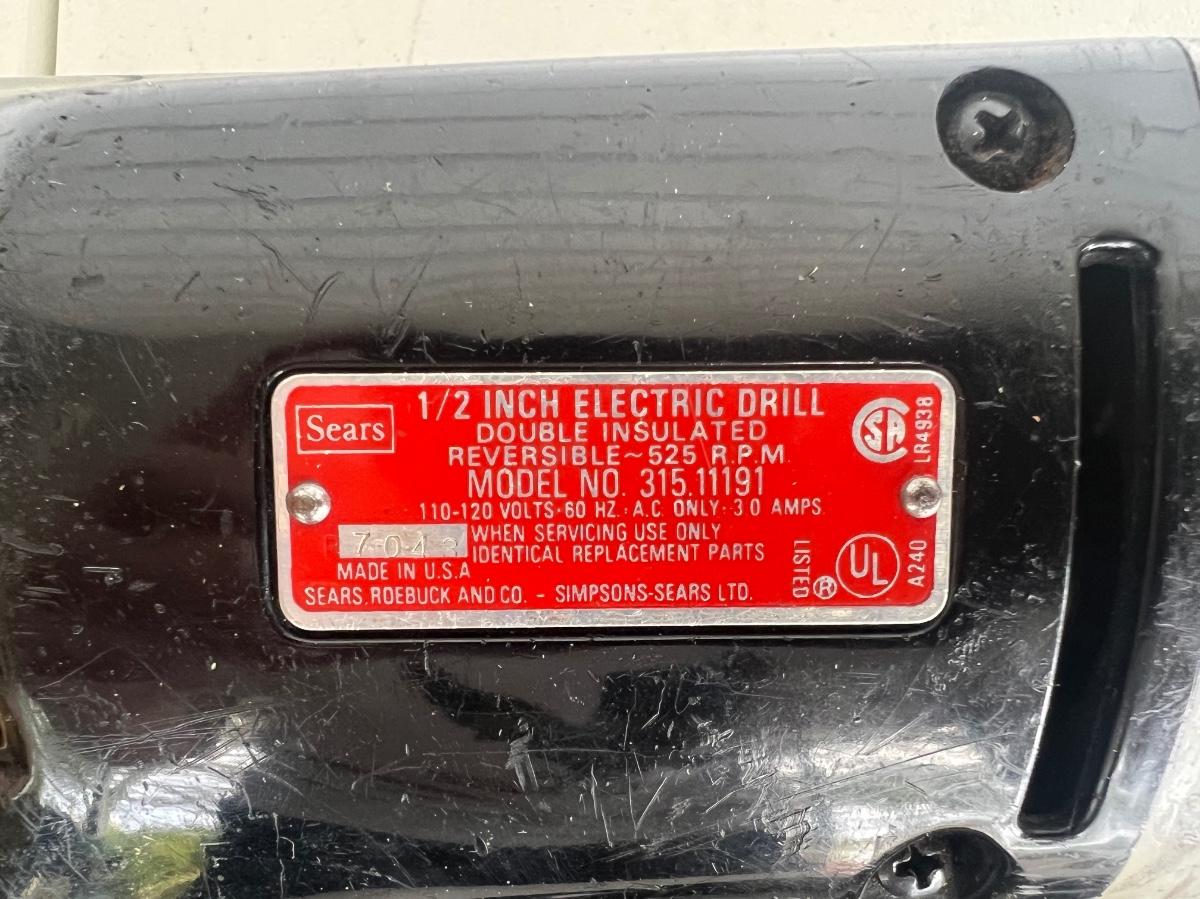 Sears
1/2 INCH ELECTRIC DRILL
DOUBLE INSULATED
REVERSIBLE ~ 525 R.P.M
MODEL NO. 315.11191
110-120 VOLTS·60 HZ. A.C. ONLY· 3.0 AMPS
WHEN SERVICING USE ONLY
IDENTICAL REPLACEMENT PARTS
MADE IN U.S.A
SEARS, ROEBUCK AND CO. - SIMPSONS-SEARS LTD.
SA
LR4938
LISTED
UL
®
A240